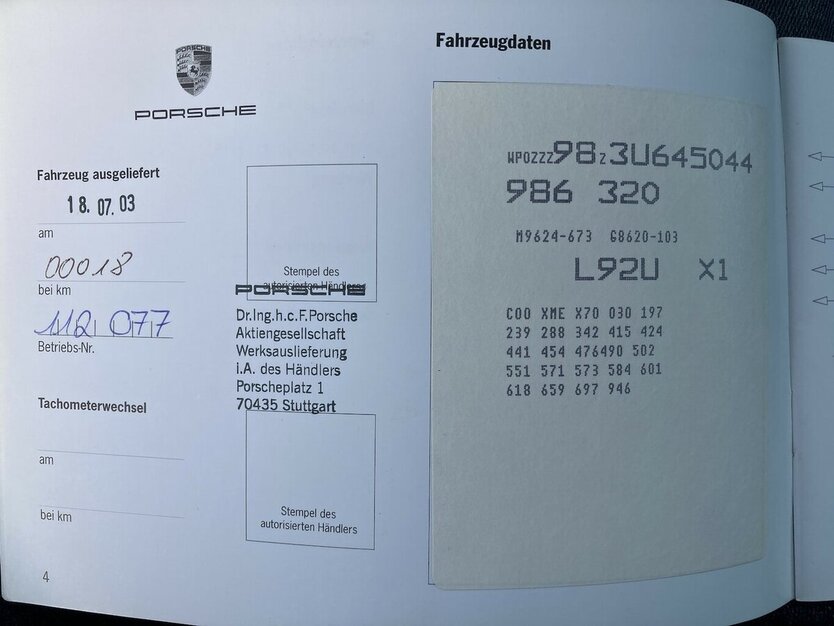 PORSCHE
PORSCHE
Fahrzeug ausgeliefert
18. 07. 03
am
00018
bei km
112 077
Betriebs-Nr.
Tachometerwechsel
am
bei km
4
Stempel des
autorisierten Händlers
PORSCHE
Dr.Ing.h.c.F.Porsche
Aktiengesellschaft
Werksauslieferung
i.A. des Händlers
Porscheplatz 1
70435 Stuttgart
Stempel des
autorisierten Händlers
Fahrzeugdaten
WP0ZZZ98Z3U645044
986 320
M9624-673 G8620-103
L92U X1
C00 XME X70 030 197
239 288 342 415 424
441 454 476490 502
551 571 573 584 601
618 659 697 946